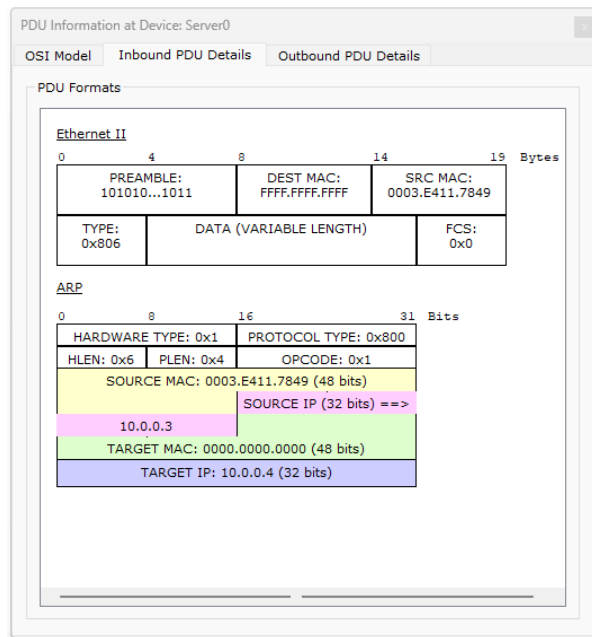 PDU Information at Device: Server0
x
OSI Model Inbound PDU Details Outbound PDU Details
PDU Formats
Ethernet II
0 4 8 14 19 Bytes
PREAMBLE: DEST MAC: SRC MAC:
101010...1011 FFFF.FFFF.FFFF 0003.E411.7849
TYPE: DATA (VARIABLE LENGTH) FCS:
0x806 0x0
ARP
0 8 16 31 Bits
HARDWARE TYPE: 0x1 PROTOCOL TYPE: 0x800
HLEN: 0x6 PLEN: 0x4 OPCODE: 0x1
SOURCE MAC: 0003.E411.7849 (48 bits)
SOURCE IP (32 bits) ==>
10.0.0.3
TARGET MAC: 0000.0000.0000 (48 bits)
TARGET IP: 10.0.0.4 (32 bits)